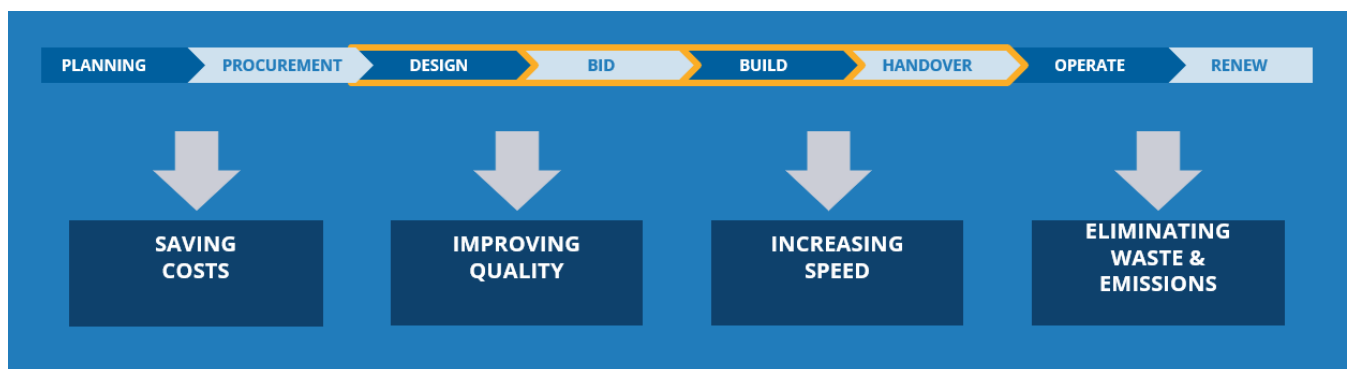 PLANNING PROCUREMENT DESIGN BID BUILD HANDOVER OPERATE RENEW
SAVING
COSTS
IMPROVING
QUALITY
INCREASING
SPEED
ELIMINATING
WASTE &
EMISSIONS